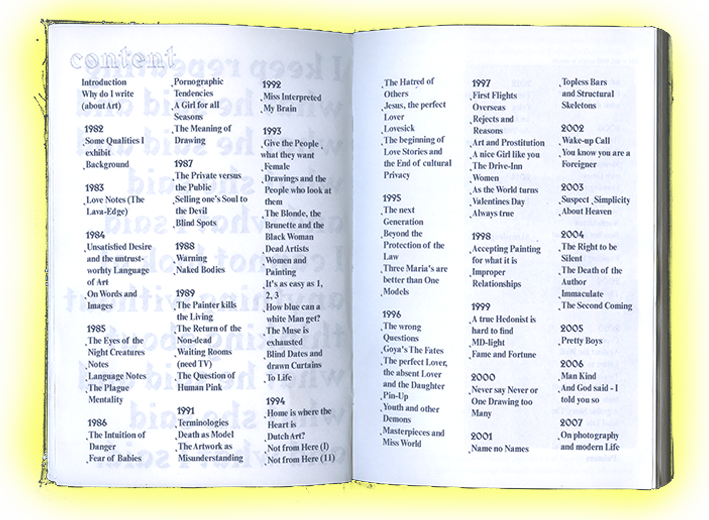 content
Introduction
Why do I write
(about Art)
1982
Some Qualities I
exhibit
Background
1983
Love Notes (The
Lava-Edge)
1984
Unsatisfied Desire
and the untrust-
worhty Language
of Art
On Words and
Images
1985
The Eyes of the
Night Creatures
Notes
Language Notes
The Plague
Mentality
1986
The Intuition of
Danger
Fear of Babies
Pornographic
Tendencies
A Girl for all
Seasons
The Meaning of
Drawing
1987
The Private versus
the Public
Selling one's Soul to
the Devil
Blind Spots
1988
Warning
Naked Bodies
1989
The Painter kills
the Living
The Return of the
Non-dead
Waiting Rooms
(need TV)
The Question of
Human Pink
1991
Terminologies
Death as Model
The Artwork as
Misunderstanding
1992
Miss Interpreted
My Brain
1993
Give the People
what they want
Female
Drawings and the
People who look at
them
The Blonde, the
Brunette and the
Black Woman
Dead Artists
Women and
Painting
It's as easy as 1,
2, 3
How blue can a
white Man get?
The Muse is
exhausted
Blind Dates and
drawn Curtains
To Life
1994
Home is where the
Heart is
Dutch Art?
Not from Here (I)
Not from Here (11)
The Hatred of
Others
Jesus, the perfect
Lover
Lovesick
The beginning of
Love Stories and
the End of cultural
Privacy
1995
The next
Generation
Beyond the
Protection of the
Law
Three Maria's are
better than One
Models
1996
The wrong
Questions
Goya's The Fates
The perfect Lover,
the absent Lover
and the Daughter
Pin-Up
Youth and other
Demons
Masterpieces and
Miss World
1997
First Flights
Overseas
Rejects and
Reasons
Art and Prostitution
A nice Girl like you
The Drive-Inn
Women
As the World turns
Valentines Day
Always true
1998
Accepting Painting
for what it is
Improper
Relationships
1999
A true Hedonist is
hard to find
MD-light
Fame and Fortune
2000
Never say Never or
One Drawing too
Many
2001
Name no Names
Topless Bars
and Structural
Skeletons
2002
Wake-up Call
You know you are a
Foreigner
2003
Suspect Simplicity
About Heaven
2004
The Right to be
Silent
The Death of the
Author
Immaculate
The Second Coming
2005
Pretty Boys
2006
Man Kind
And God said - I
told you so
2007
On photography
and modern Life